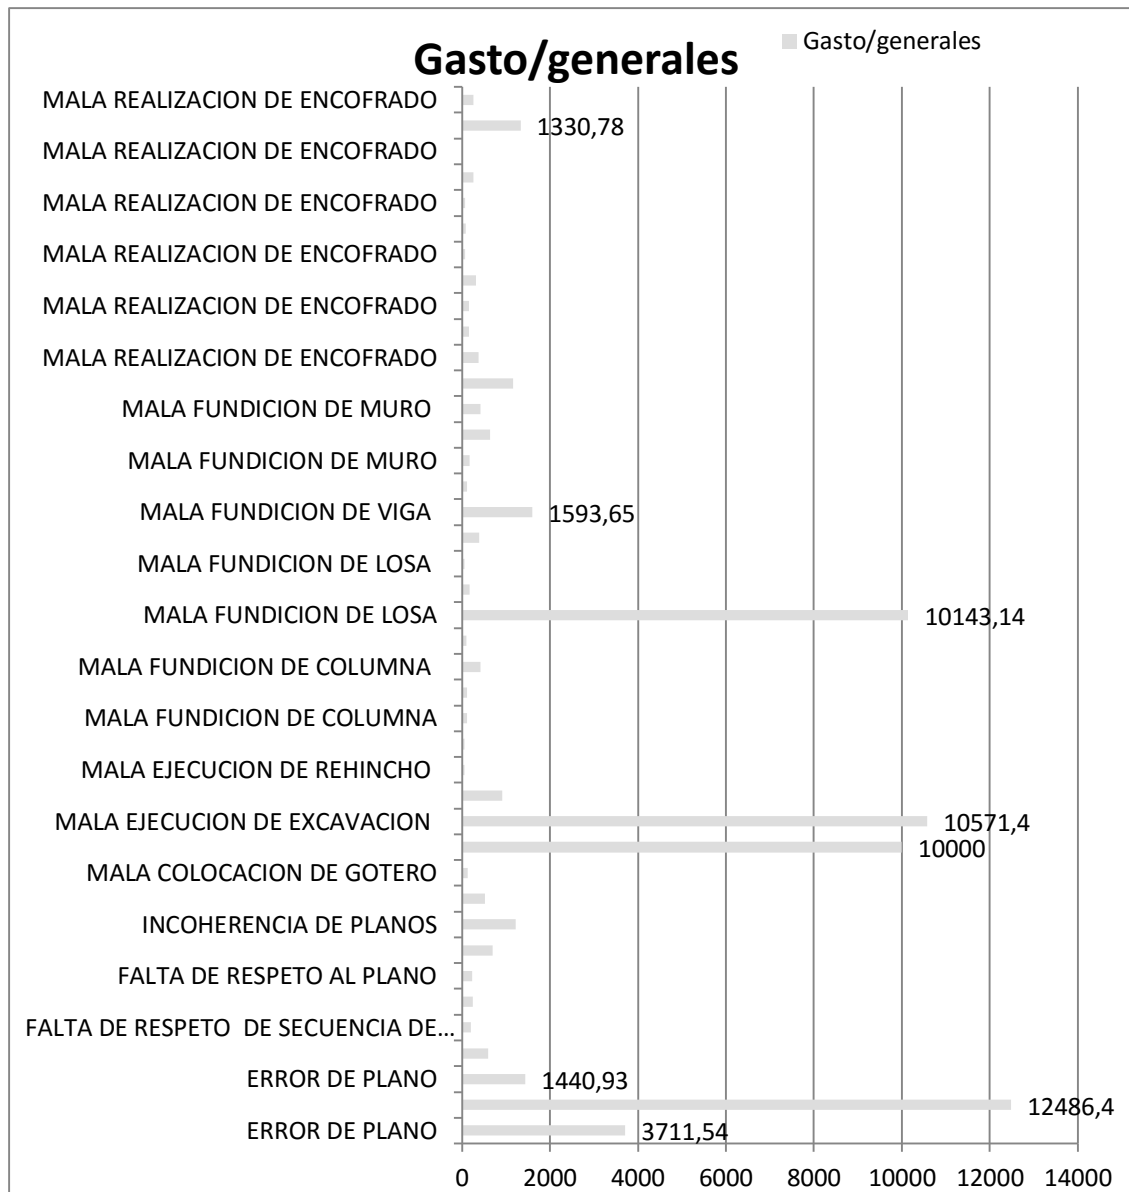 Gasto/generales
Gasto/generales
MALA REALIZACION DE ENCOFRADO
1330,78
MALA REALIZACION DE ENCOFRADO
MALA REALIZACION DE ENCOFRADO
MALA REALIZACION DE ENCOFRADO
MALA REALIZACION DE ENCOFRADO
MALA REALIZACION DE ENCOFRADO
MALA FUNDICION DE MURO
MALA FUNDICION DE MURO
MALA FUNDICION DE VIGA 1593,65
MALA FUNDICION DE LOSA
MALA FUNDICION DE LOSA 10143,14
MALA FUNDICION DE COLUMNA
MALA FUNDICION DE COLUMNA
MALA EJECUCION DE REHINCHO
MALA EJECUCION DE EXCAVACION 10571,4
10000
MALA COLOCACION DE GOTERO
INCOHERENCIA DE PLANOS
FALTA DE RESPETO AL PLANO
FALTA DE RESPETO DE SECUENCIA DE...
ERROR DE PLANO 1440,93
12486,4
ERROR DE PLANO 3711,54
0 2000 4000 6000 8000 10000 12000 14000